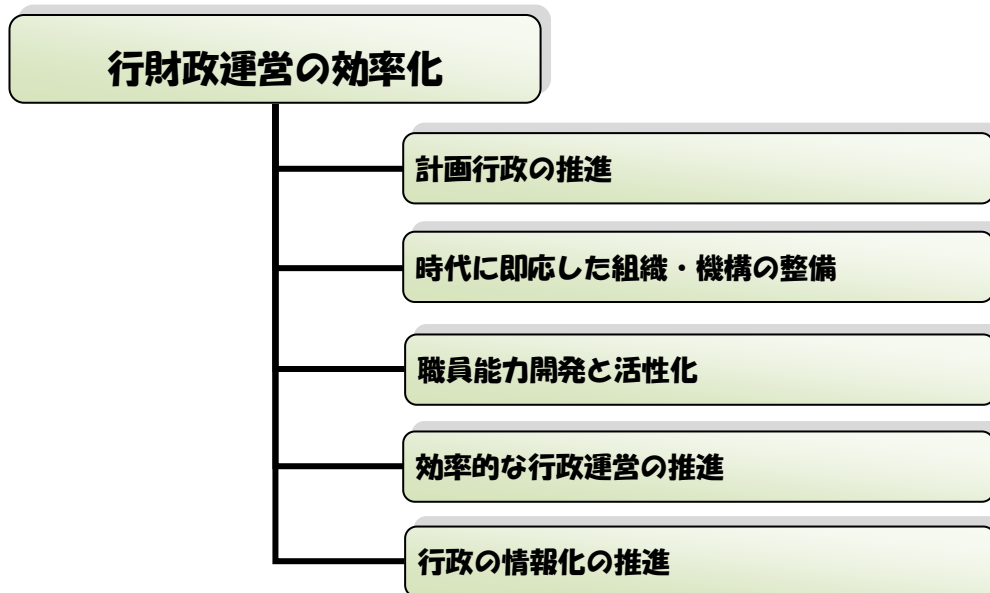 行財政運営の効率化
計画行政の推進
時代に即応した組織・機構の整備
職員能力開発と活性化
効率的な行政運営の推進
行政の情報化の推進